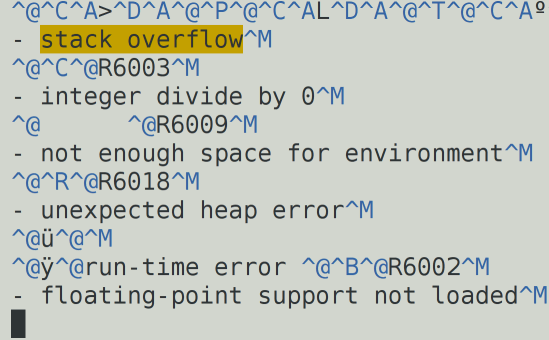 ^@^C^A>^D^A^@^P^@^C^AL^D^A^@^T^@^C^Aº
- stack overflow^M
^@^C^@R6003^M
- integer divide by 0^M
^@       ^@R6009^M
- not enough space for environment^M
^@^R^@R6018^M
- unexpected heap error^M
^@ü^@^M
^@ÿ^@run-time error ^@^B^@R6002^M
- floating-point support not loaded^M